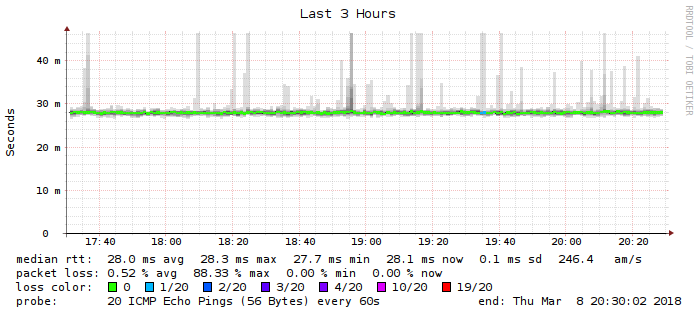 Last 3 Hours
RRDTOOL / TOBI OETIKER
Seconds
40 m
30 m
20 m
10 m
0
17:40 18:00 18:20 18:40 19:00 19:20 19:40 20:00 20:20
median rtt: 28.0 ms avg 28.3 ms max 27.7 ms min 28.1 ms now 0.1 ms sd 246.4 am/s
packet loss: 0.52 % avg 88.33 % max 0.00 % min 0.00 % now
loss color: 0 1/20 2/20 3/20 4/20 10/20 19/20
probe: 20 ICMP Echo Pings (56 Bytes) every 60s end: Thu Mar 8 20:30:02 2018